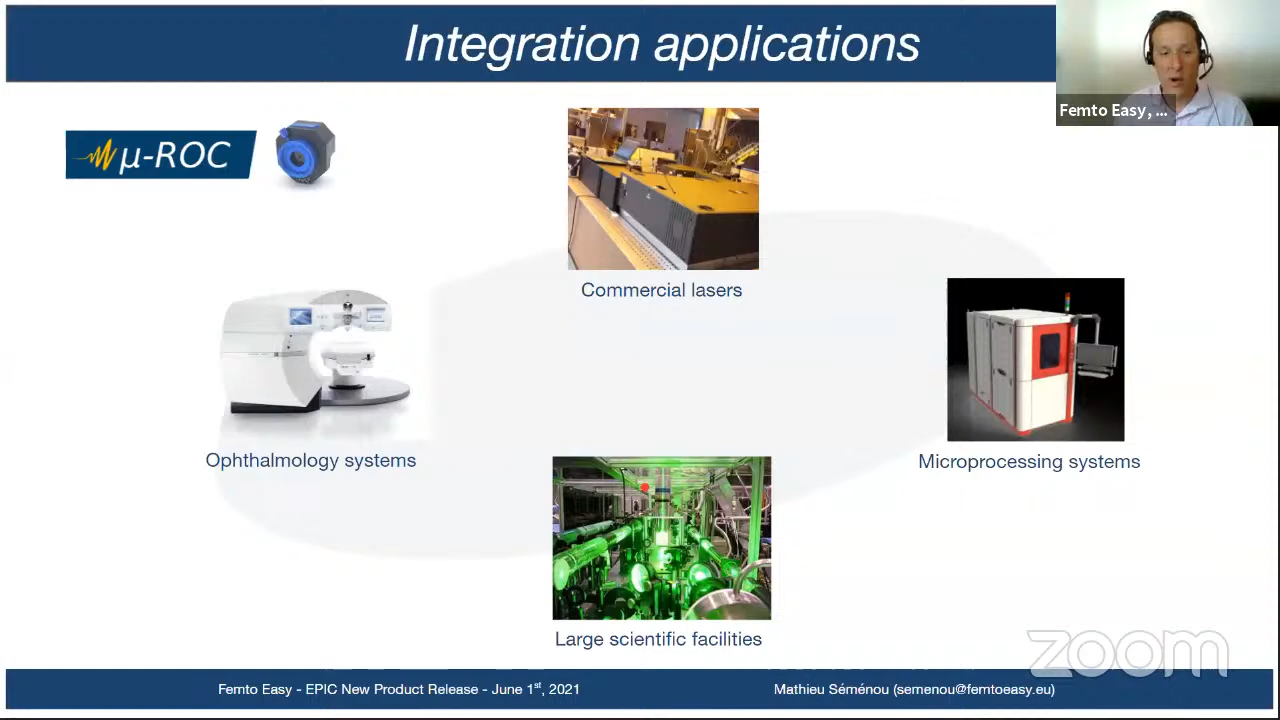 Integration applications
Femto Easy, ...
µ-ROC
Commercial lasers
Ophthalmology systems
Microprocessing systems
Large scientific facilities
zoom
Femto Easy - EPIC New Product Release - June 1st, 2021
Mathieu Séménou (semenou@femtoeasy.eu)